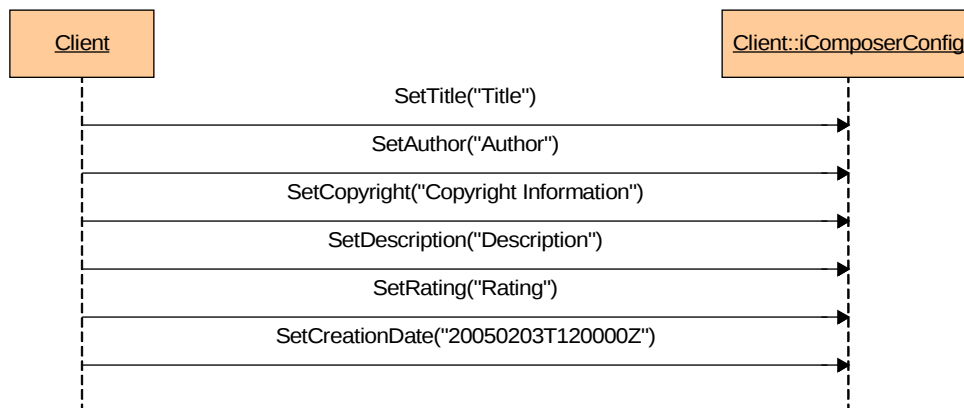 Client
Client::iComposerConfig
SetTitle("Title")
SetAuthor("Author")
SetCopyright("Copyright Information")
SetDescription("Description")
SetRating("Rating")
SetCreationDate("20050203T120000Z")